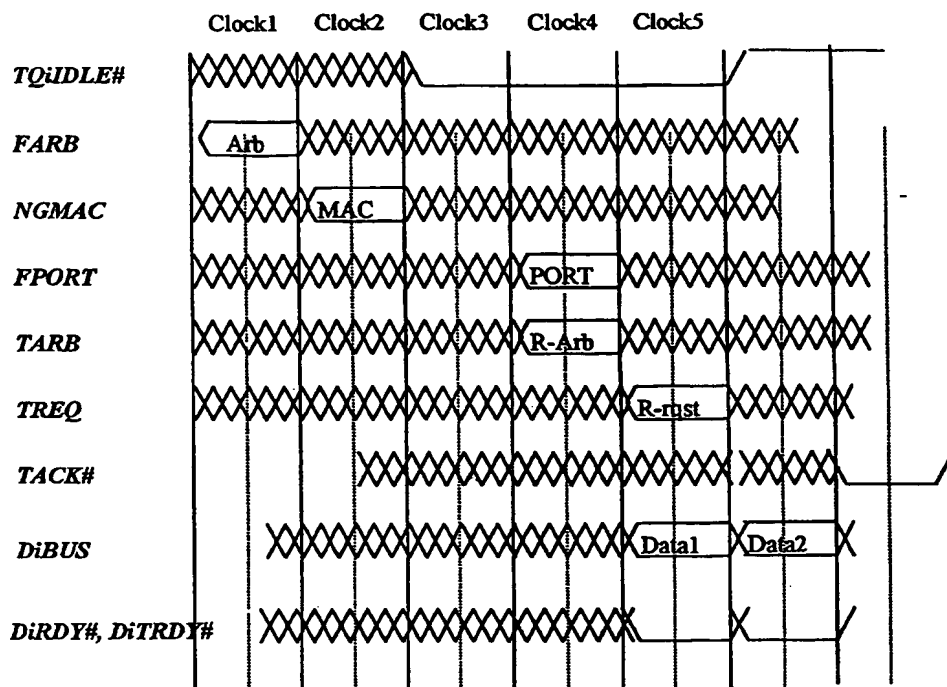 Clock1 Clock2 Clock3 Clock4 Clock5
TQiIDLE#
FARB Arb
NGMAC MAC
FPORT PORT
TARB R-Arb
TREQ R-rqst
TACK#
DiBUS Data1 Data2
DiRDY#, DiTRDY#